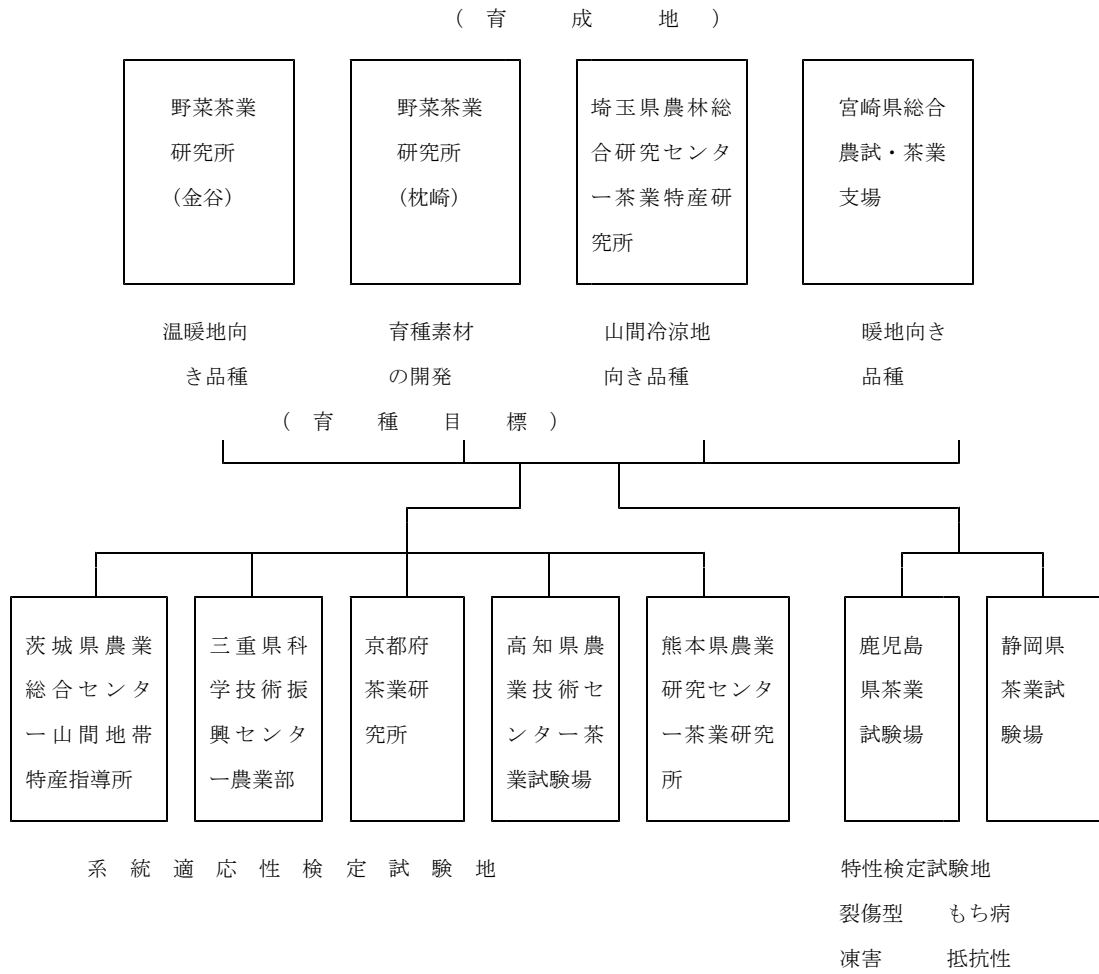 （ 育 成 地 ）
野菜茶業
研究所
（金谷）
野菜茶業
研究所
（枕崎）
埼玉県農林総
合研究センタ
ー茶業特産研
究所
宮崎県総合
農試・茶業
支場
温暖地向
き品種
育種素材
の開発
山間冷涼地
向き品種
暖地向き
品種
（ 育 種 目 標 ）
茨城県農業
総合センタ
ー山間地帯
特産指導所
三重県科
学技術振
興センタ
ー農業部
京都府
茶業研
究所
高知県農
業技術セ
ンター茶
業試験場
熊本県農業
研究センタ
ー茶業研究
所
鹿児島
県茶業
試験場
静岡県
茶業試
験場
系 統 適 応 性 検 定 試 験 地
特性検定試験地
裂傷型 もち病
凍害 抵抗性